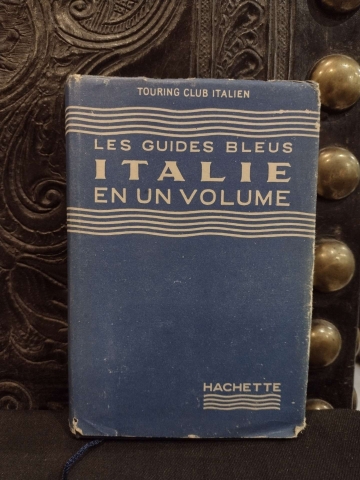 TOURING CLUB ITALIEN
LES GUIDES BLEUS
ITALIE
EN UN VOLUME
HACHETTE